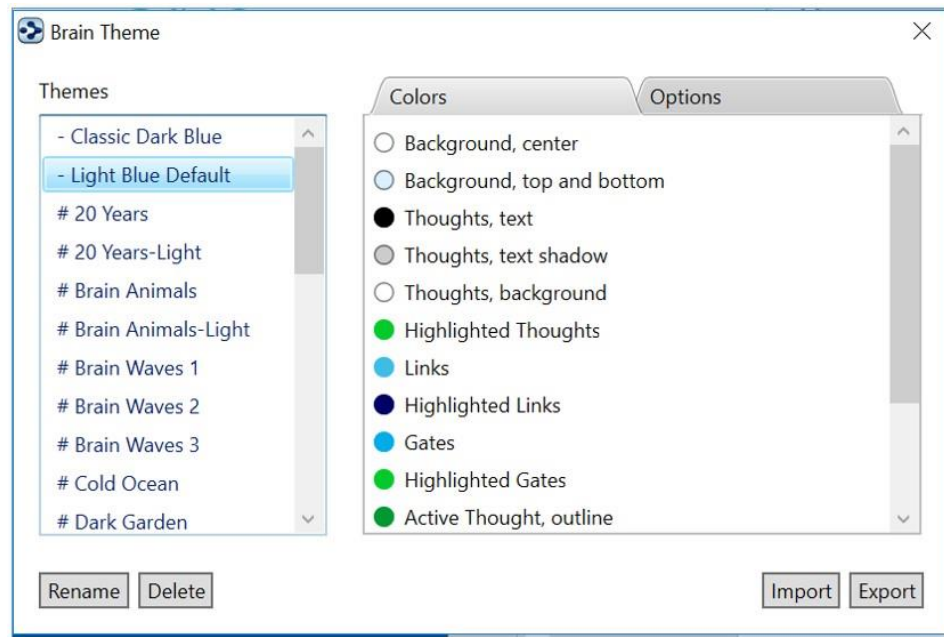 Brain Theme
Themes
- Classic Dark Blue
- Light Blue Default
# 20 Years
# 20 Years-Light
# Brain Animals
# Brain Animals-Light
# Brain Waves 1
# Brain Waves 2
# Brain Waves 3
# Cold Ocean
# Dark Garden
Colors
Options
Background, center
Background, top and bottom
Thoughts, text
Thoughts, text shadow
Thoughts, background
Highlighted Thoughts
Links
Highlighted Links
Gates
Highlighted Gates
Active Thought, outline
Rename
Delete
Import
Export